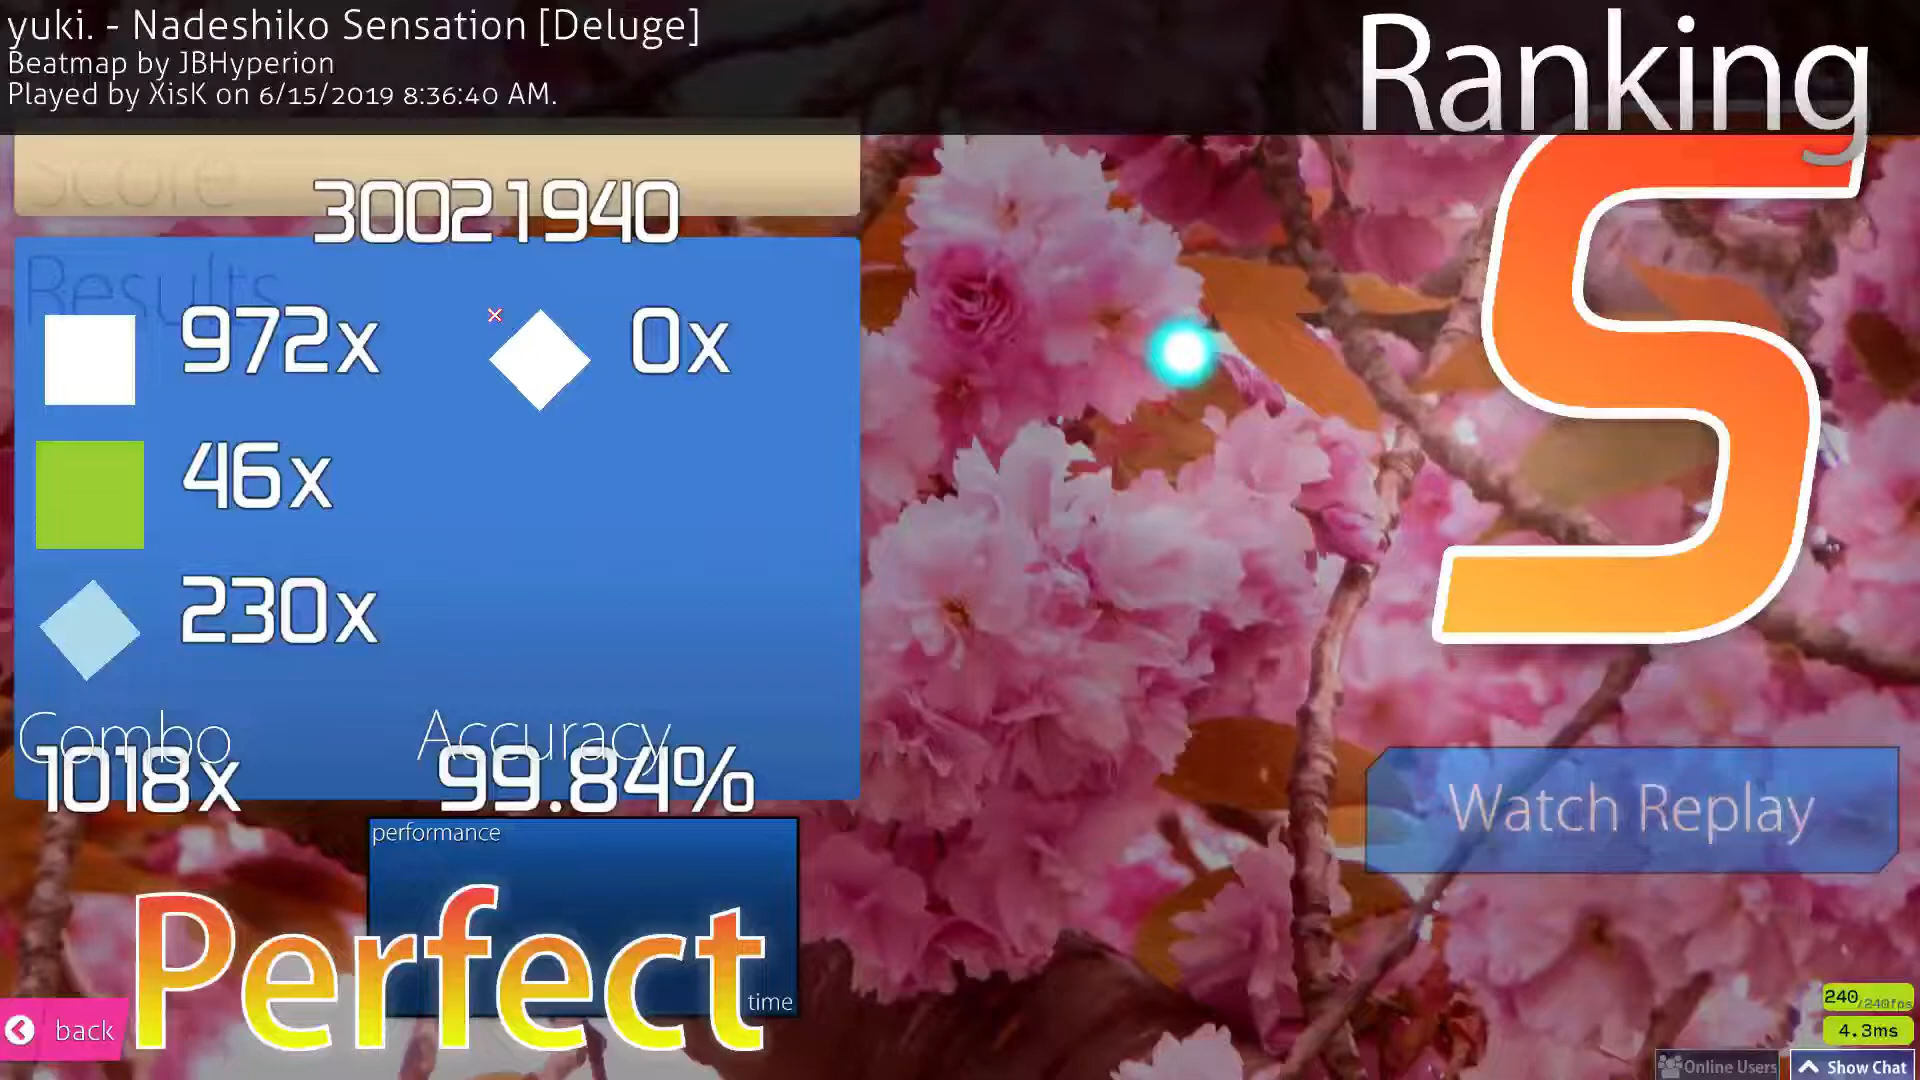 yuki. - Nadeshiko Sensation [Deluge]
Beatmap by JBHyperion
Played by XisK on 6/15/2019 8:36:40 AM.
Ranking
Score
30021940
Results
972x
0x
46x
230x
Combo
Accuracy
1018x
99.84%
Watch Replay
performance
Perfect
time
back
240/240fps
4.3ms
Online Users
Show Chat